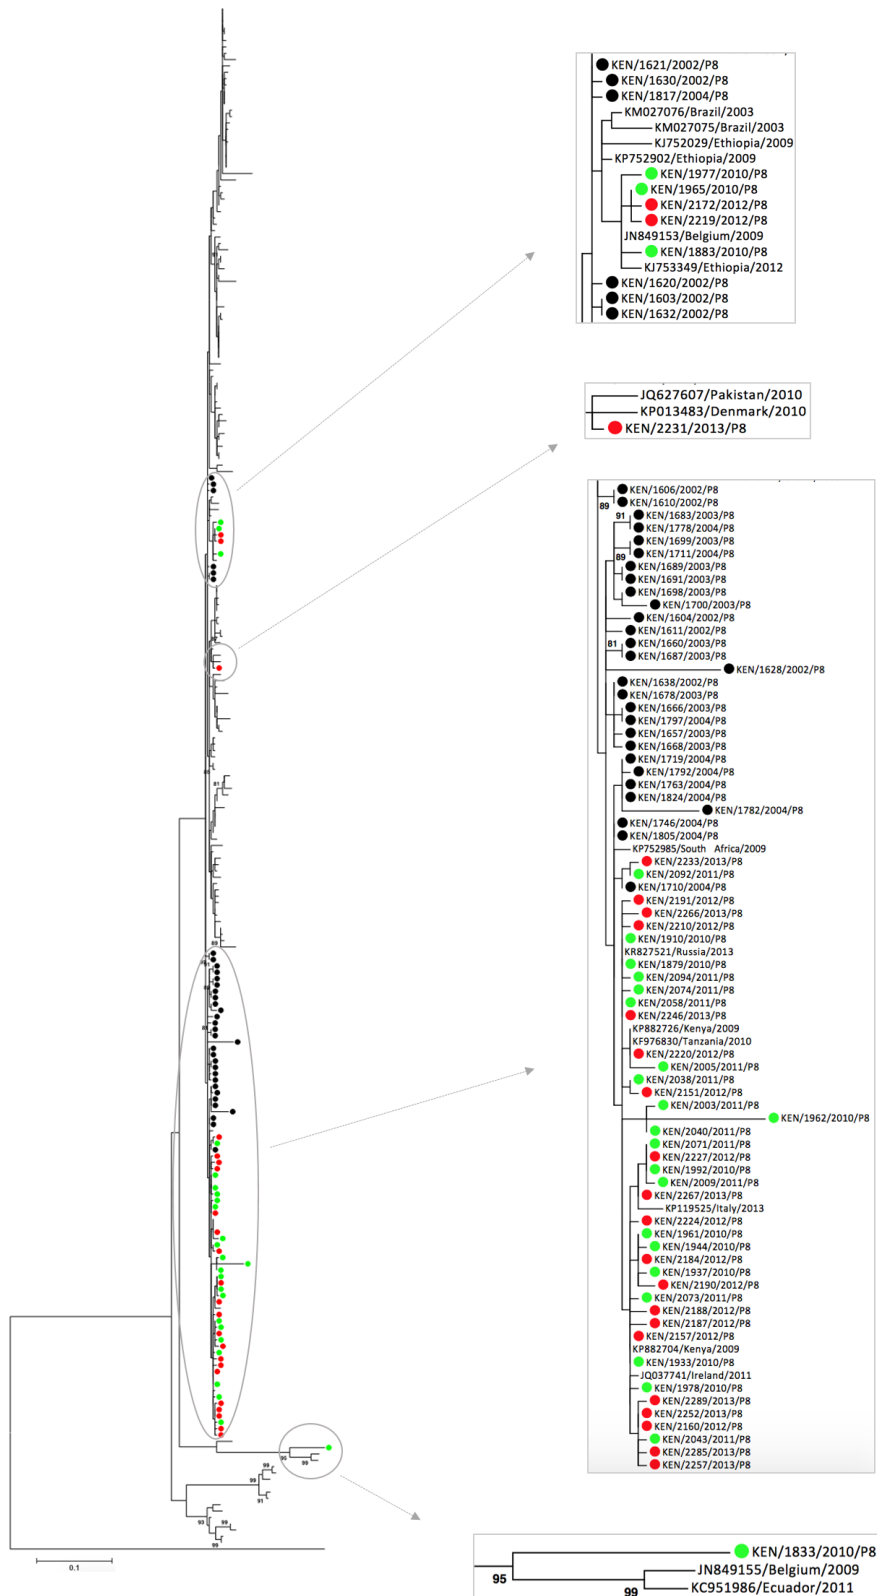 KEN/1621/2002/P8
KEN/1630/2002/P8
KEN/1817/2004/P8
KM027076/Brazil/2003
KM027075/Brazil/2003
KJ752029/Ethiopia/2009
KP752902/Ethiopia/2009
KEN/1977/2010/P8
KEN/1965/2010/P8
KEN/2172/2012/P8
KEN/2219/2012/P8
JN849153/Belgium/2009
KEN/1883/2010/P8
KJ753349/Ethiopia/2012
KEN/1620/2002/P8
KEN/1603/2002/P8
KEN/1632/2002/P8
JQ627607/Pakistan/2010
KP013483/Denmark/2010
KEN/2231/2013/P8
KEN/1606/2002/P8
89 KEN/1610/2002/P8
91 KEN/1683/2003/P8
KEN/1778/2004/P8
KEN/1699/2003/P8
89 KEN/1711/2004/P8
KEN/1689/2003/P8
KEN/1691/2003/P8
KEN/1698/2003/P8
KEN/1700/2003/P8
KEN/1604/2002/P8
KEN/1611/2002/P8
81 KEN/1660/2003/P8
KEN/1687/2003/P8
KEN/1628/2002/P8
KEN/1638/2002/P8
KEN/1678/2003/P8
KEN/1666/2003/P8
KEN/1797/2004/P8
KEN/1657/2003/P8
KEN/1668/2003/P8
KEN/1719/2004/P8
KEN/1792/2004/P8
KEN/1763/2004/P8
KEN/1824/2004/P8
KEN/1782/2004/P8
KEN/1746/2004/P8
KEN/1805/2004/P8
KP752985/South Africa/2009
KEN/2233/2013/P8
KEN/2092/2011/P8
KEN/1710/2004/P8
KEN/2191/2012/P8
KEN/2266/2013/P8
KEN/2210/2012/P8
KEN/1910/2010/P8
KR827521/Russia/2013
KEN/1879/2010/P8
KEN/2094/2011/P8
KEN/2074/2011/P8
KEN/2058/2011/P8
KEN/2246/2013/P8
KP882726/Kenya/2009
KF976830/Tanzania/2010
KEN/2220/2012/P8
KEN/2005/2011/P8
KEN/2038/2011/P8
KEN/2151/2012/P8
KEN/2003/2011/P8
KEN/1962/2010/P8
KEN/2040/2011/P8
KEN/2071/2011/P8
KEN/2227/2012/P8
KEN/1992/2010/P8
KEN/2009/2011/P8
KEN/2267/2013/P8
KP119525/Italy/2013
KEN/2224/2012/P8
KEN/1961/2010/P8
KEN/1944/2010/P8
KEN/2184/2012/P8
KEN/1937/2010/P8
KEN/2190/2012/P8
KEN/2073/2011/P8
KEN/2188/2012/P8
KEN/2187/2012/P8
KEN/2157/2012/P8
KP882704/Kenya/2009
KEN/1933/2010/P8
JQ037741/Ireland/2011
KEN/1978/2010/P8
KEN/2289/2013/P8
KEN/2252/2013/P8
KEN/2160/2012/P8
KEN/2043/2011/P8
KEN/2285/2013/P8
KEN/2257/2013/P8
81
89
95
99
99
99
91
93
99
99
0.1
KEN/1833/2010/P8
95
JN849155/Belgium/2009
99
KC951986/Ecuador/2011